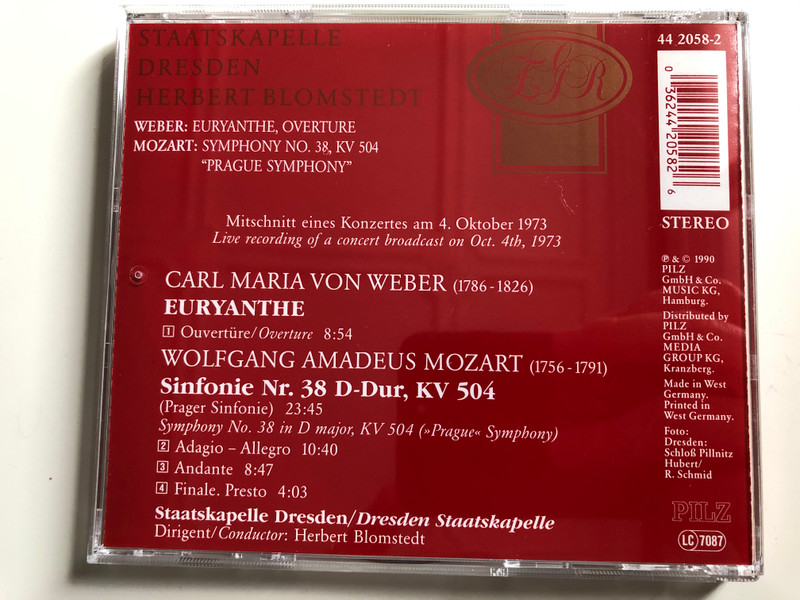 STAATSKAPELLE
DRESDEN
HERBERT BLOMSTEDT
WEBER: EURYANTHE, OVERTURE
MOZART: SYMPHONY NO. 38, KV 504
“PRAGUE SYMPHONY”
44 2058-2
0 36244 20582 6
STEREO
Mitschnitt eines Konzertes am 4. Oktober 1973
Live recording of a concert broadcast on Oct. 4th, 1973
CARL MARIA VON WEBER (1786 - 1826)
EURYANTHE
1 Ouvertüre/Overture 8:54
WOLFGANG AMADEUS MOZART (1756 - 1791)
Sinfonie Nr. 38 D-Dur, KV 504
(Prager Sinfonie) 23:45
Symphony No. 38 in D major, KV 504 (»Prague« Symphony)
2 Adagio – Allegro 10:40
3 Andante 8:47
4 Finale. Presto 4:03
Staatskapelle Dresden/Dresden Staatskapelle
Dirigent/Conductor: Herbert Blomstedt
℗ & © 1990
PILZ
GmbH & Co.
MUSIC KG,
Hamburg.
Distributed by
PILZ
GmbH & Co.
MEDIA
GROUP KG,
Kranzberg.
Made in West
Germany.
Printed in
West Germany.
Foto:
Dresden:
Schloß Pillnitz
Hubert/
R. Schmid
PILZ
LC 7087